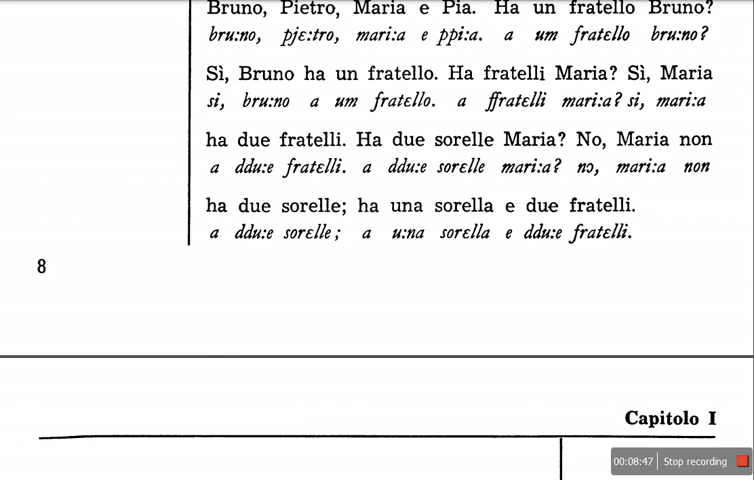 Bruno, Pietro, Maria e Pia. Ha un fratello Bruno?
bru:no, pjɛ:tro, mari:a e ppi:a. a um fratɛllo bru:no?
Sì, Bruno ha un fratello. Ha fratelli Maria? Sì, Maria
si, bru:no a um fratɛllo. a ffratɛlli mari:a? si, mari:a
ha due fratelli. Ha due sorelle Maria? No, Maria non
a ddu:e fratɛlli. a ddu:e sorɛlle mari:a? nɔ, mari:a non
ha due sorelle; ha una sorella e due fratelli.
a ddu:e sorɛlle; a u:na sorɛlla e ddu:e fratɛlli.
8
Capitolo I
00:08:47 Stop recording